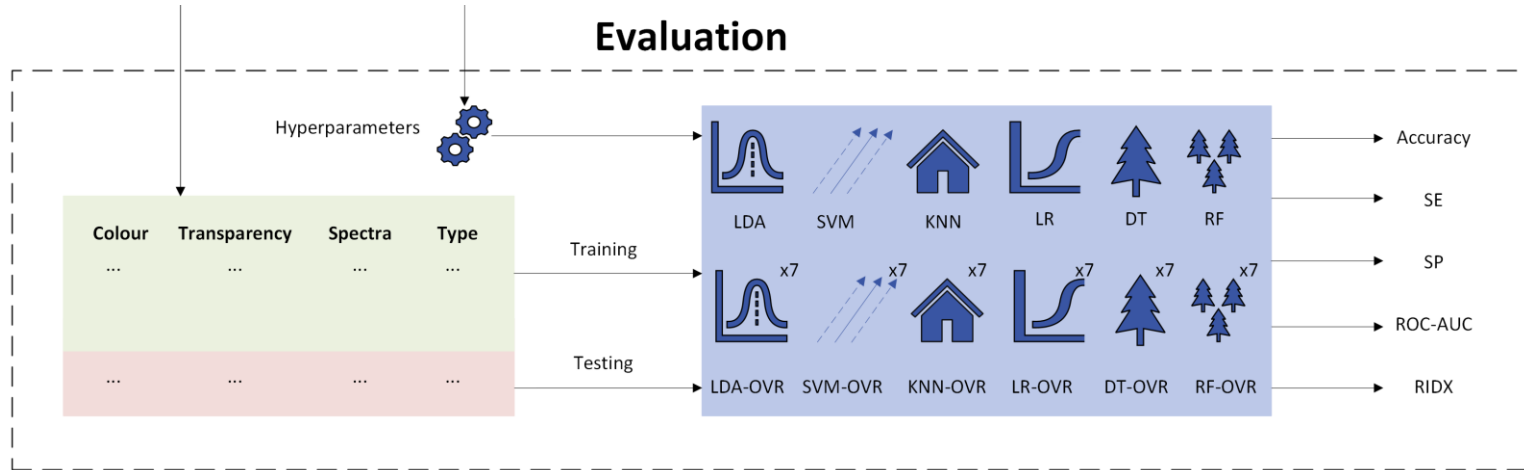 Evaluation
Hyperparameters
Colour Transparency Spectra Type
... ... ... ...
... ... ... ...
Training
Testing
LDA SVM KNN LR DT RF
x7 x7 x7 x7 x7 x7
LDA-OVR SVM-OVR KNN-OVR LR-OVR DT-OVR RF-OVR
Accuracy
SE
SP
ROC-AUC
RIDX